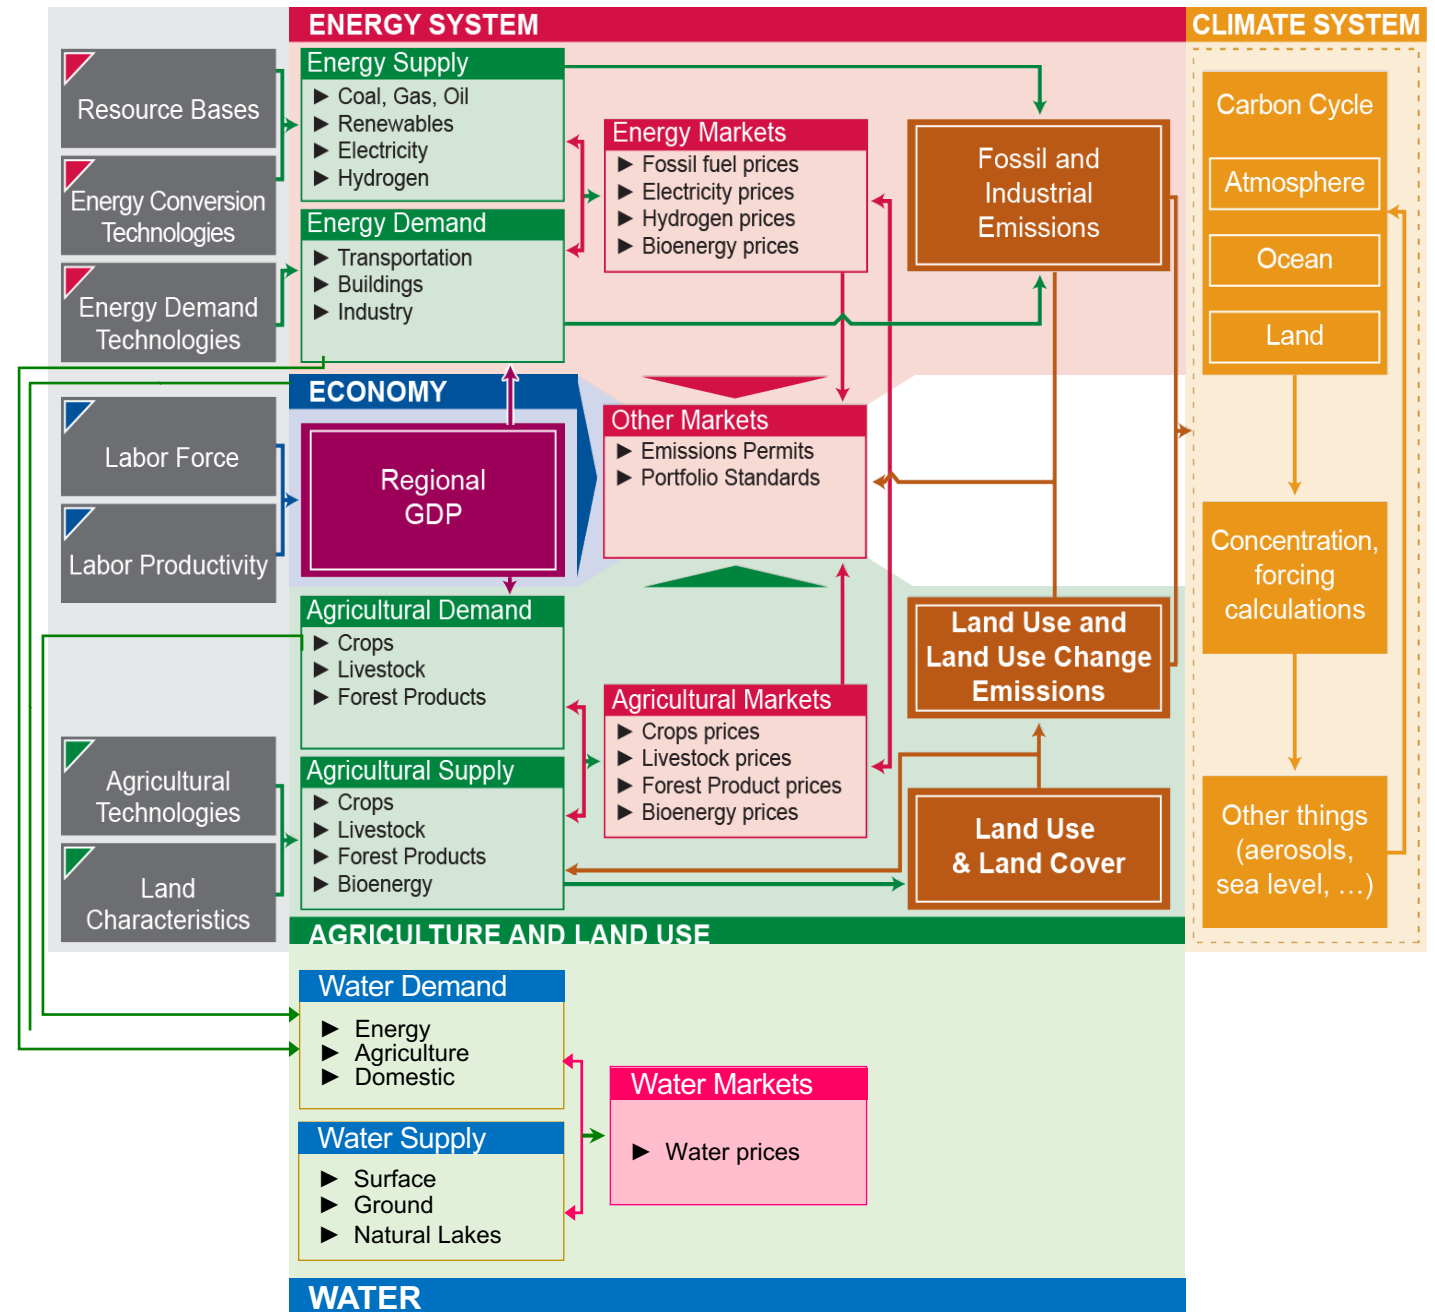 ENERGY SYSTEM
CLIMATE SYSTEM
Resource Bases
Energy Conversion
Technologies
Energy Demand
Technologies
Energy Supply
► Coal, Gas, Oil
► Renewables
► Electricity
► Hydrogen
Energy Demand
► Transportation
► Buildings
► Industry
Energy Markets
► Fossil fuel prices
► Electricity prices
► Hydrogen prices
► Bioenergy prices
Fossil and
Industrial
Emissions
Carbon Cycle
Atmosphere
Ocean
Land
ECONOMY
Labor Force
Labor Productivity
Regional
GDP
Other Markets
► Emissions Permits
► Portfolio Standards
Concentration,
forcing
calculations
Agricultural Demand
► Crops
► Livestock
► Forest Products
Land Use and
Land Use Change
Emissions
Agricultural
Technologies
Land
Characteristics
Agricultural Supply
► Crops
► Livestock
► Forest Products
► Bioenergy
Agricultural Markets
► Crops prices
► Livestock prices
► Forest Product prices
► Bioenergy prices
Land Use
& Land Cover
Other things
(aerosols,
sea level, …)
AGRICULTURE AND LAND USE
Water Demand
► Energy
► Agriculture
► Domestic
Water Supply
► Surface
► Ground
► Natural Lakes
Water Markets
► Water prices
WATER